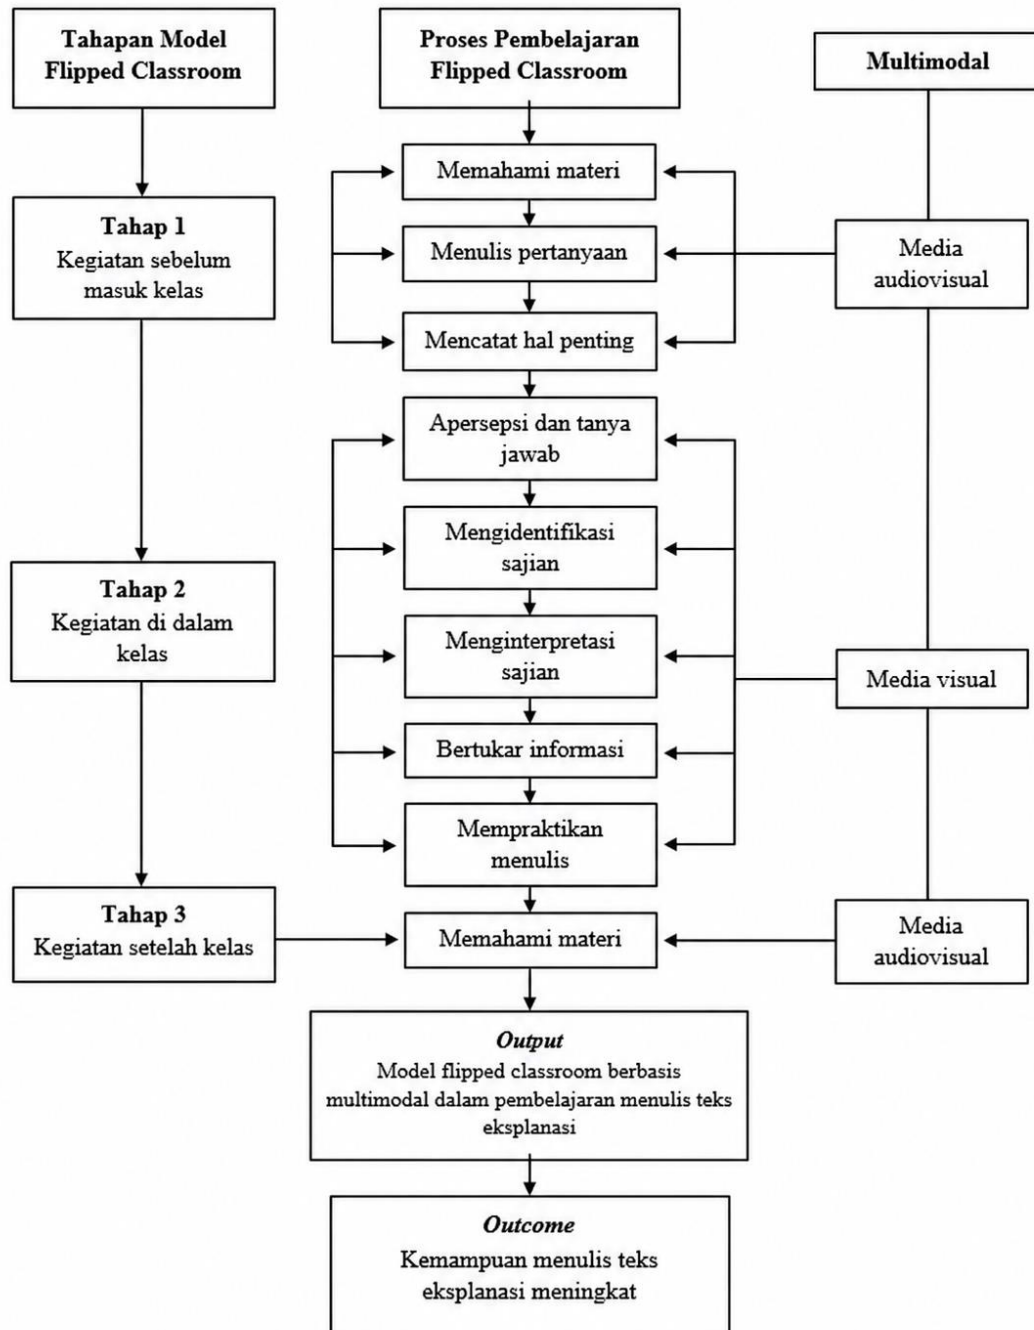 Tahapan Model
Flipped Classroom
Proses Pembelajaran
Flipped Classroom
Multimodal
Memahami materi
Tahap 1
Kegiatan sebelum
masuk kelas
Menulis pertanyaan
Media
audiovisual
Mencatat hal penting
Apersepsi dan tanya
jawab
Mengidentifikasi
sajian
Tahap 2
Kegiatan di dalam
kelas
Menginterpretasi
sajian
Media visual
Bertukar informasi
Mempraktikan
menulis
Tahap 3
Kegiatan setelah kelas
Memahami materi
Media
audiovisual
Output
Model flipped classroom berbasis
multimodal dalam pembelajaran menulis teks
eksplanasi
Outcome
Kemampuan menulis teks
eksplanasi meningkat